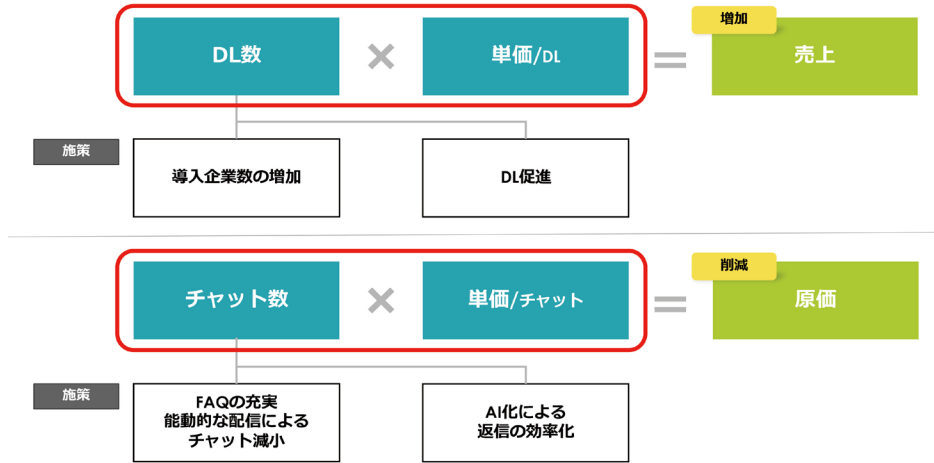 増加
DL数 × 単価/DL = 売上
施策
導入企業数の増加
DL促進
削減
チャット数 × 単価/チャット = 原価
施策
FAQの充実
能動的な配信による
チャット減小
AI化による
返信の効率化